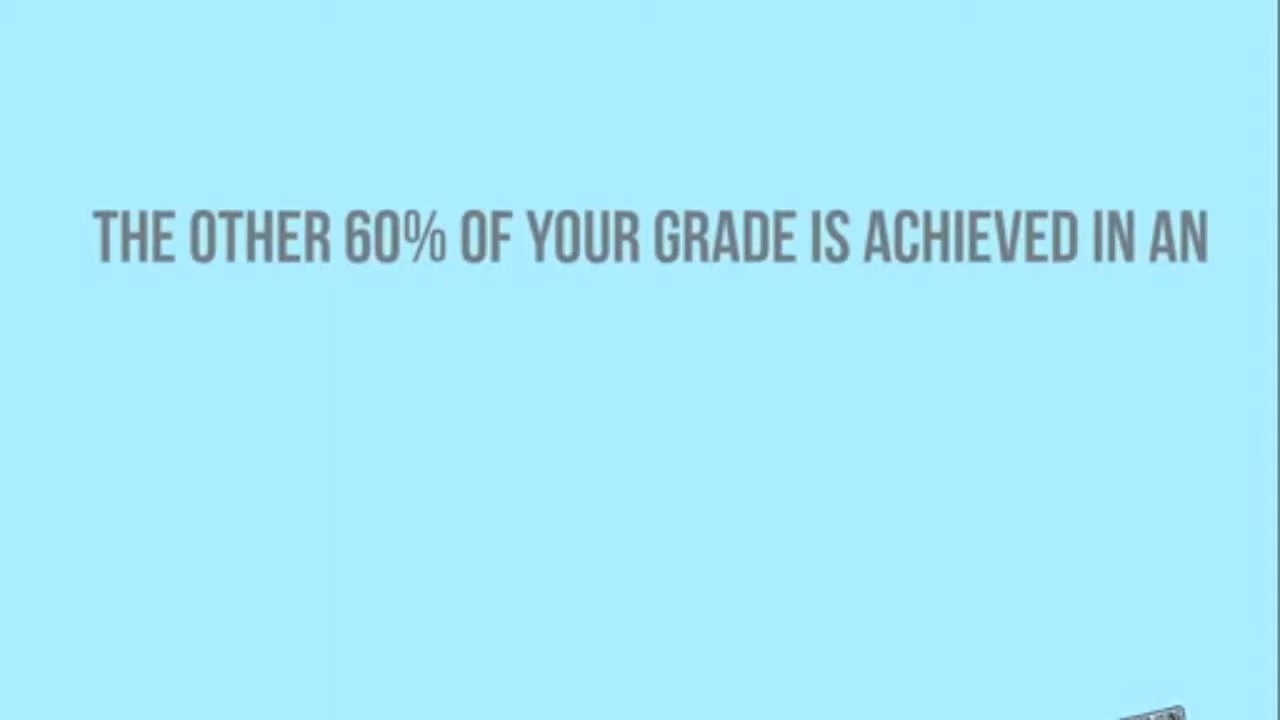 THE OTHER 60% OF YOUR GRADE IS ACHIEVED IN AN